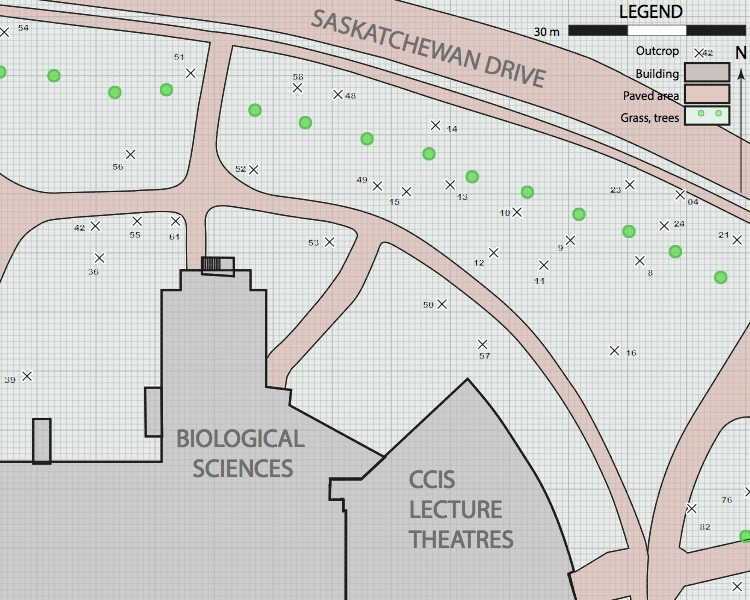 LEGEND
30 m
Outcrop
42
N
Building
Paved area
Grass, trees
SASKATCHEWAN DRIVE
54
51
58
48
14
56
52
49
15
13
23
04
10
24
21
42
55
61
53
9
36
12
11
8
50
57
16
39
BIOLOGICAL
SCIENCES
CCIS
LECTURE
THEATRES
76
82